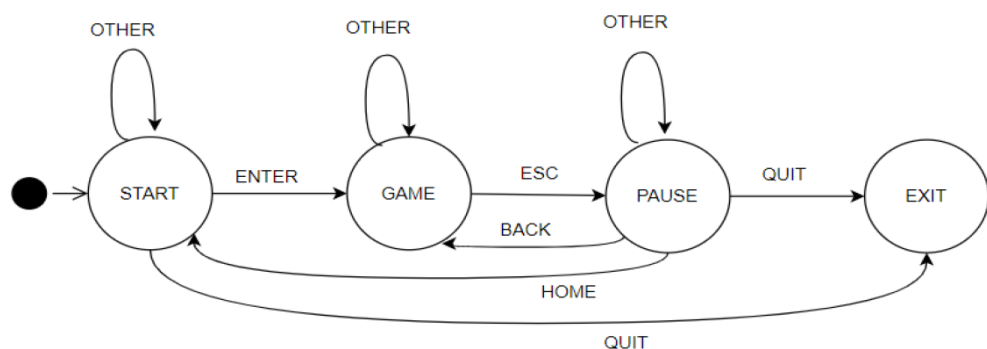 OTHER
OTHER
OTHER
START
ENTER
GAME
ESC
PAUSE
QUIT
EXIT
BACK
HOME
QUIT